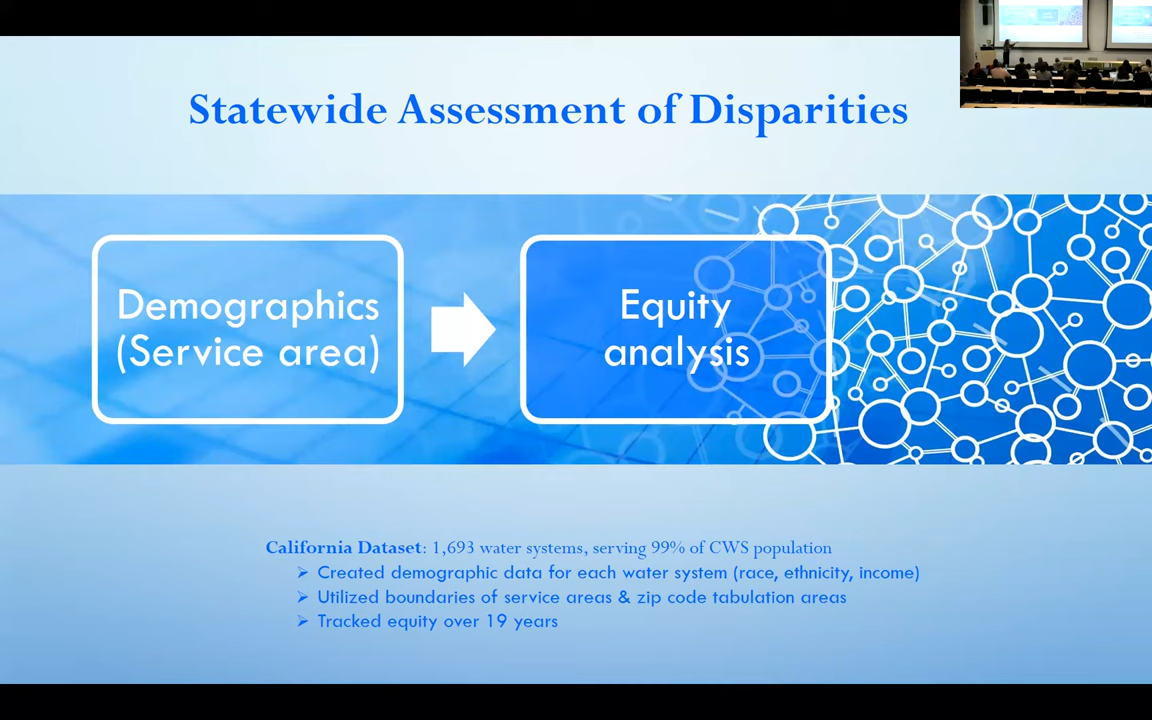 Statewide Assessment of Disparities
Demographics
(Service area)
Equity
analysis
California Dataset: 1,693 water systems, serving 99% of CWS population
➢ Created demographic data for each water system (race, ethnicity, income)
➢ Utilized boundaries of service areas & zip code tabulation areas
➢ Tracked equity over 19 years